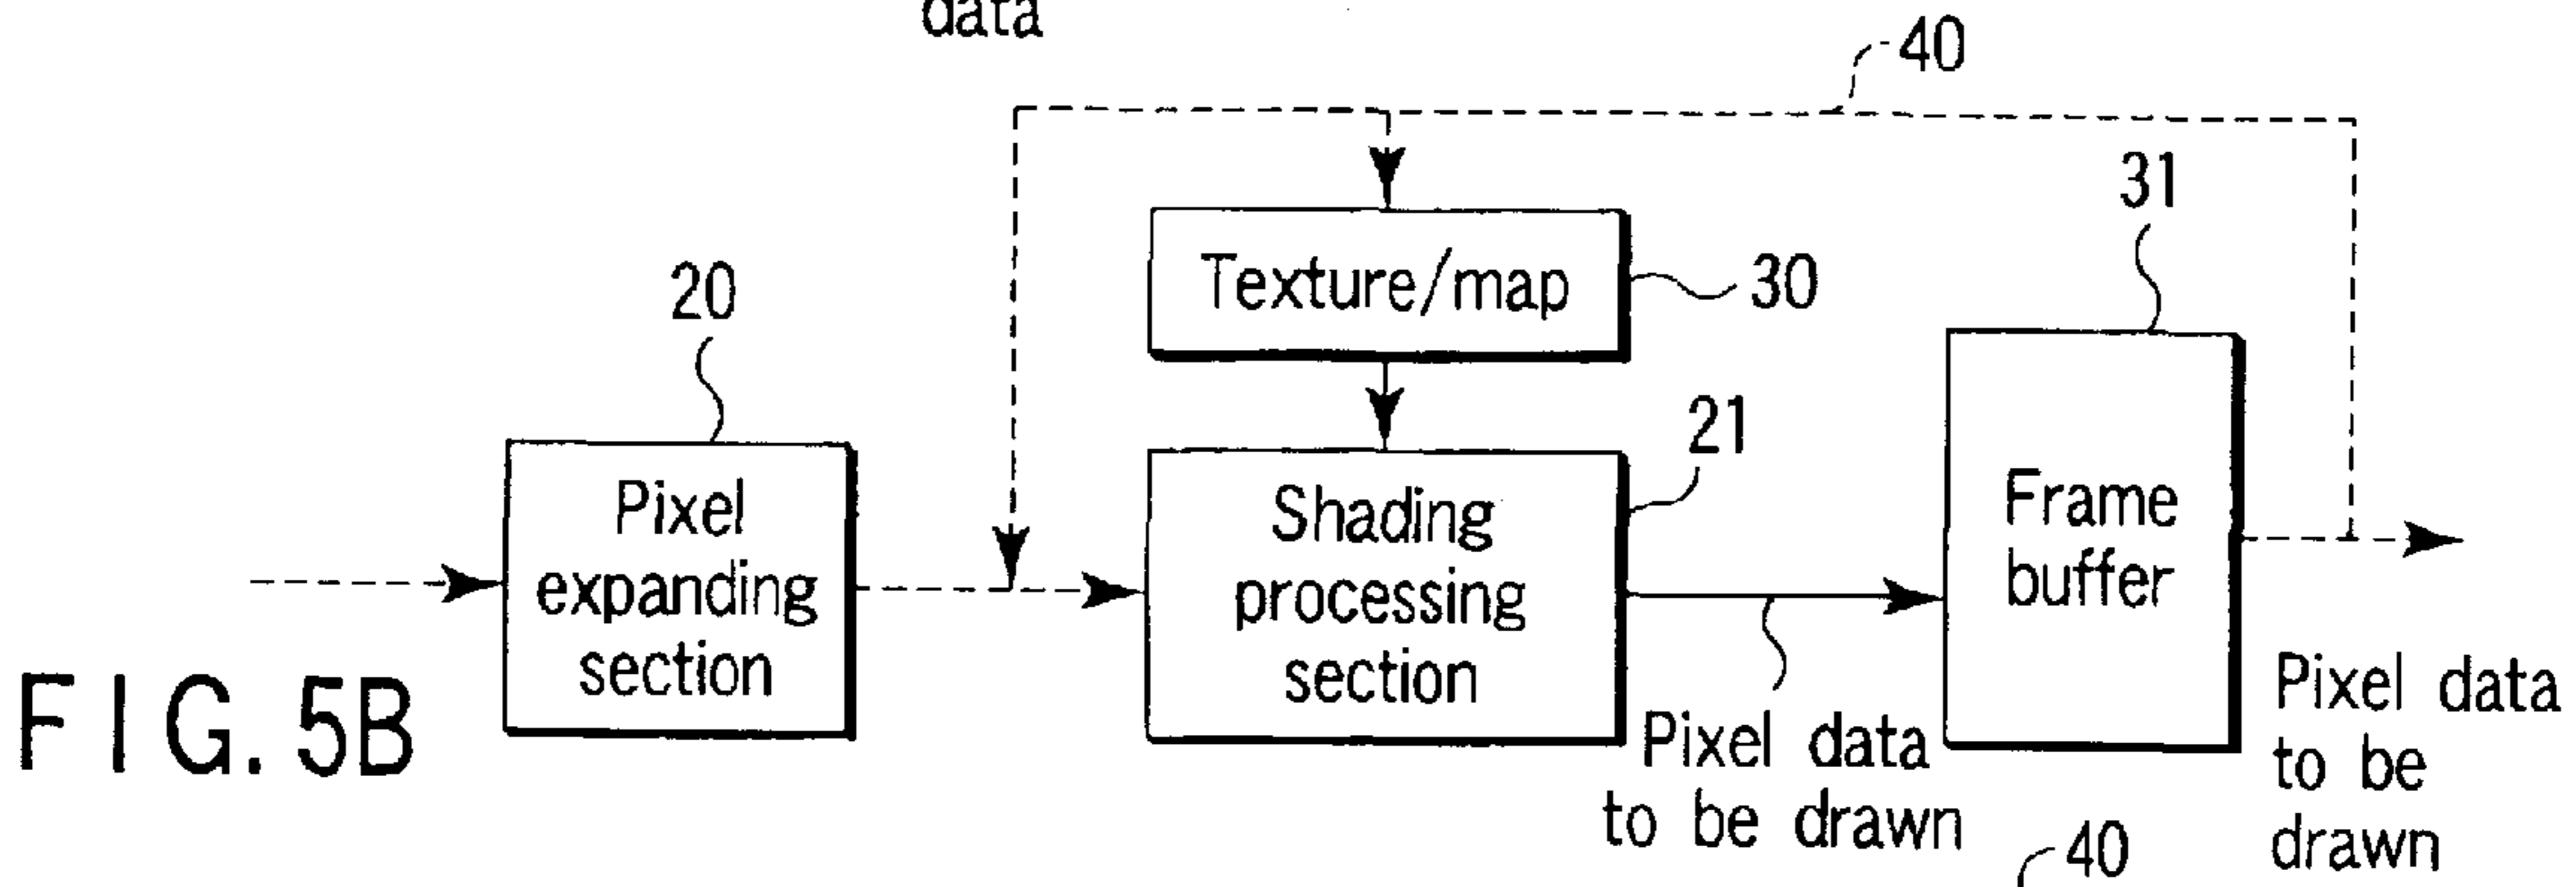 data
40
31
Texture/map
30
20
21
Pixel
expanding
section
Shading
processing
section
Frame
buffer
Pixel data
to be drawn
Pixel data
to be
drawn
FIG. 5B
40